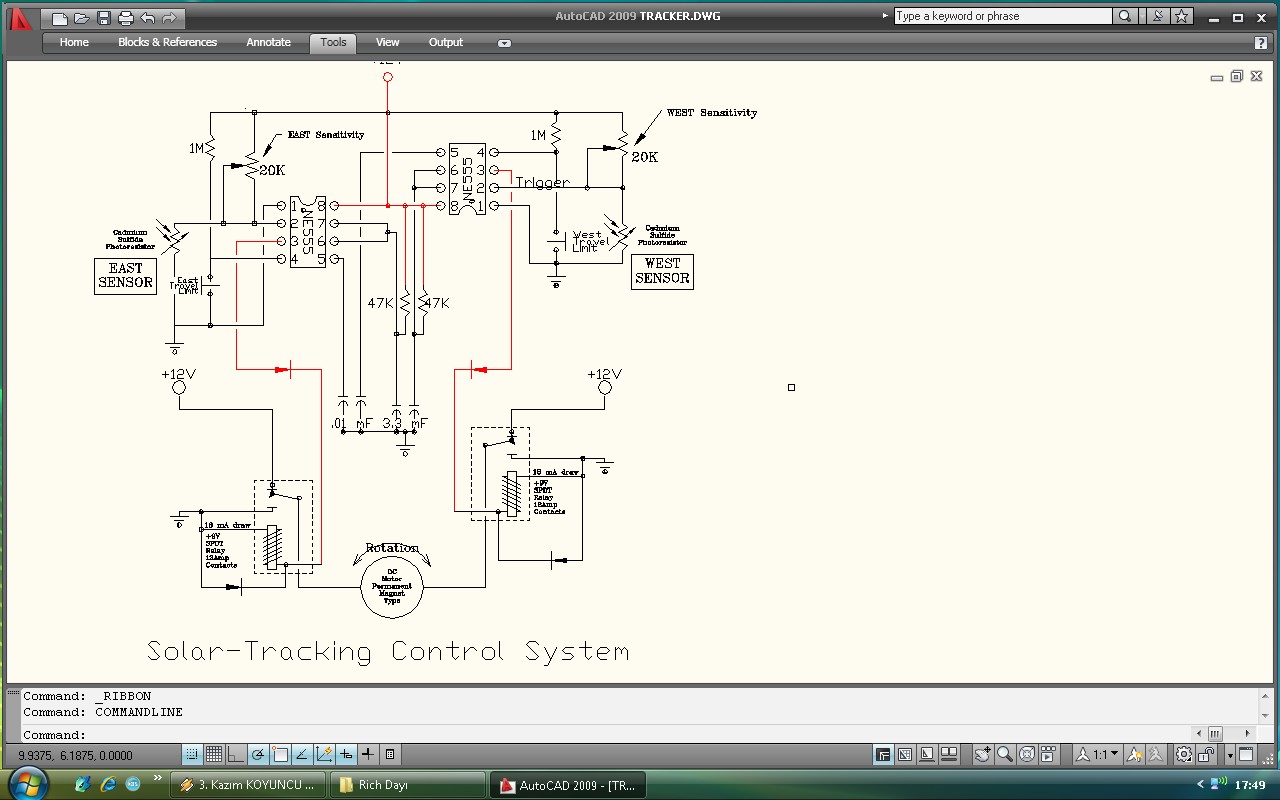 AutoCAD 2009 TRACKER.DWG
Type a keyword or phrase
Home Blocks & References Annotate Tools View Output
+12V
WEST Sensitivity
EAST Sensitivity
1M
20K
1M
20K
5 4
6 3
7 2
8 1
NE555
Trigger
1 8
2 7
3 6
4 5
NE555
Cadmium
Sulfide
Photoresistor
EAST
SENSOR
East
Travel
Limit
West
Travel
Limit
Cadmium
Sulfide
Photoresistor
WEST
SENSOR
47K 47K
+12V
+12V
.01 mF 3.3 mF
18 mA draw
+9V
SPDT
Relay
12Amp
Contacts
18 mA draw
+9V
SPDT
Relay
12Amp
Contacts
Rotation
DC
Motor
Permanent
Magnet
Type
Solar-Tracking Control System
Command: _RIBBON
Command: COMMANDLINE
Command:
9.9375, 6.1875, 0.0000
1:1
3. Kazım KOYUNCU ...
Rich Dayı
AutoCAD 2009 - [TR...
17:49